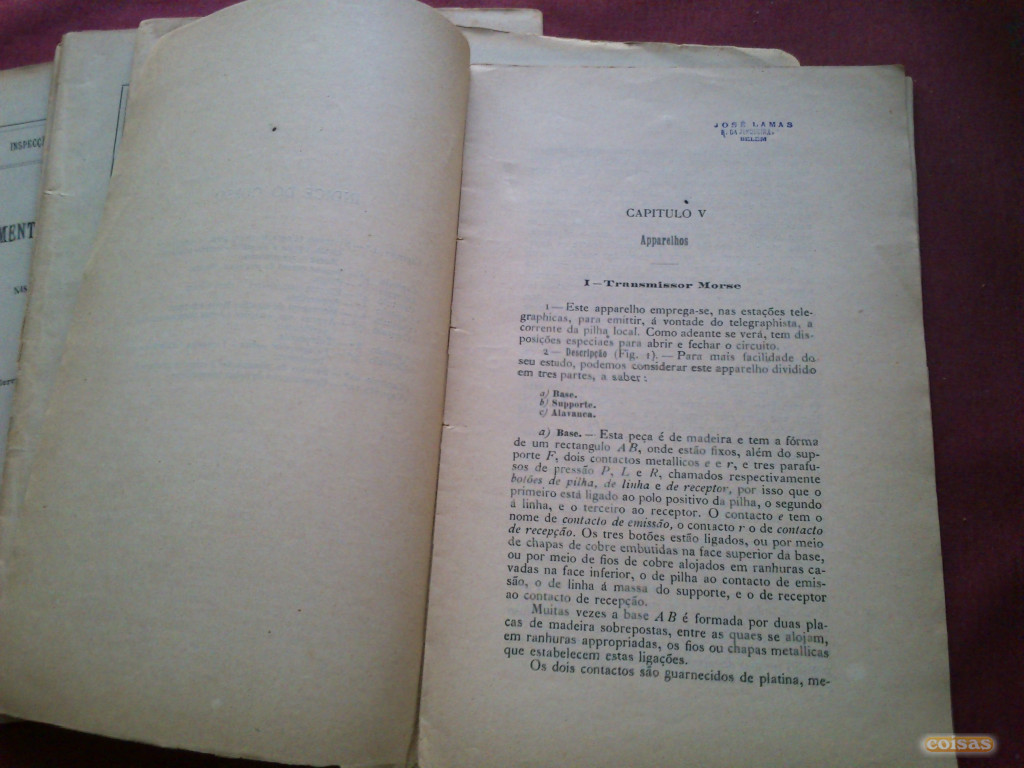 INSPECÇ
MENT
NAS
JOSÉ LAMAS
BELEM
CAPITULO V
Apparelhos
I — Transmissor Morse
1 — Este apparelho emprega-se, nas estações tele-
graphicas, para emittir, á vontade do telegraphista, a
corrente da pilha local. Como adeante se verá, tem dis-
posições especiaes para abrir e fechar o circuito.
2 — Descripção (Fig. 1). — Para mais facilidade do
seu estudo, podemos considerar este apparelho dividido
em tres partes, a saber:
a) Base.
b) Supporte.
c) Alavanca.
a) Base. — Esta peça é de madeira e tem a fórma
de um rectangulo AB, onde estão fixos, além do sup-
porte F, dois contactos metallicos e e r, e tres parafu-
sos de pressão P, L e R, chamados respectivamente
botões de pilha, de linha e de receptor, por isso que o
primeiro está ligado ao polo positivo da pilha, o segundo
á linha, e o terceiro ao receptor. O contacto e tem o
nome de contacto de emissão, o contacto r o de contacto
de recepção. Os tres botões estão ligados, ou por meio
de chapas de cobre embutidas na face superior da base,
ou por meio de fios de cobre alojados em ranhuras ca-
vadas na face inferior, o de pilha ao contacto de emis-
são, o de linha á massa do supporte, e o de receptor
ao contacto de recepção.
Muitas vezes a base AB é formada por duas pla-
cas de madeira sobrepostas, entre as quaes se alojam,
em ranhuras appropriadas, os fios ou chapas metallicas
que estabelecem estas ligações.
Os dois contactos são guarnecidos de platina, me-
coisas